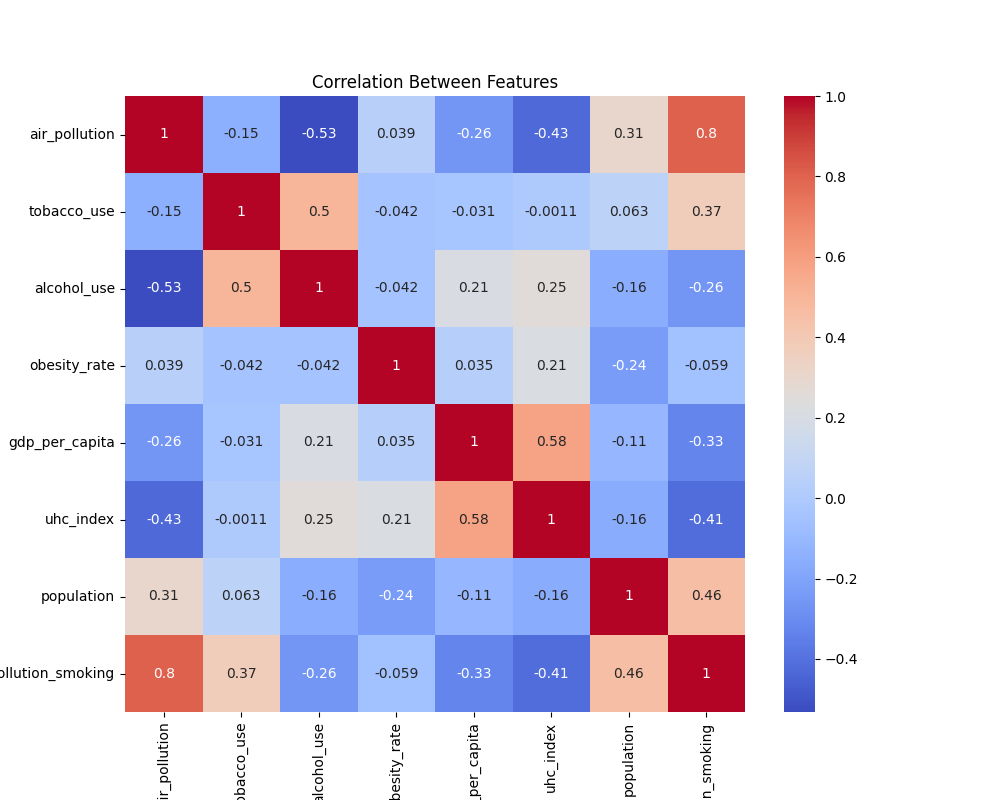 Correlation Between Features
air_pollution 1 -0.15 -0.53 0.039 -0.26 -0.43 0.31 0.8
tobacco_use -0.15 1 0.5 -0.042 -0.031 -0.0011 0.063 0.37
alcohol_use -0.53 0.5 1 -0.042 0.21 0.25 -0.16 -0.26
obesity_rate 0.039 -0.042 -0.042 1 0.035 0.21 -0.24 -0.059
gdp_per_capita -0.26 -0.031 0.21 0.035 1 0.58 -0.11 -0.33
uhc_index -0.43 -0.0011 0.25 0.21 0.58 1 -0.16 -0.41
population 0.31 0.063 -0.16 -0.24 -0.11 -0.16 1 0.46
ollution_smoking 0.8 0.37 -0.26 -0.059 -0.33 -0.41 0.46 1
ir_pollution
obacco_use
alcohol_use
besity_rate
_per_capita
uhc_index
population
n_smoking
1.0
0.8
0.6
0.4
0.2
0.0
−0.2
−0.4